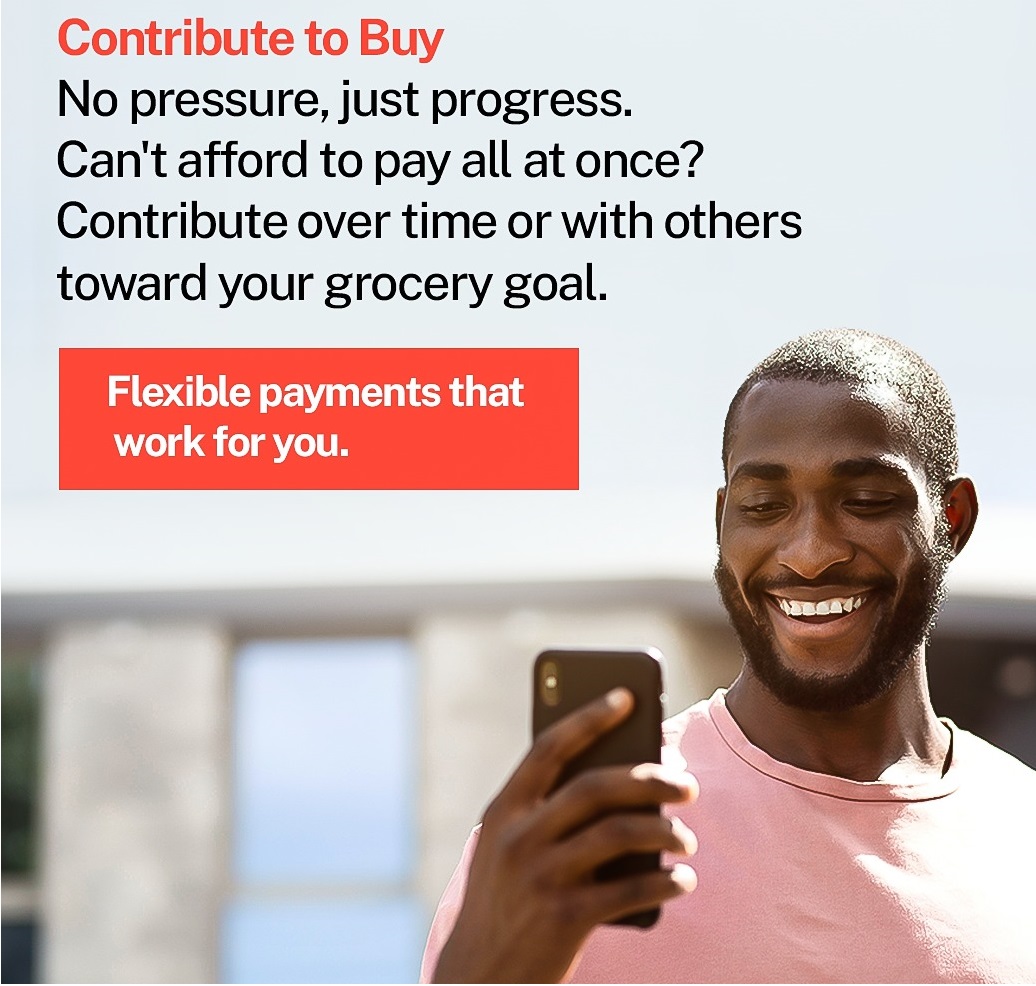 Contribute to Buy
No pressure, just progress.
Can't afford to pay all at once?
Contribute over time or with others
toward your grocery goal.
Flexible payments that
work for you.